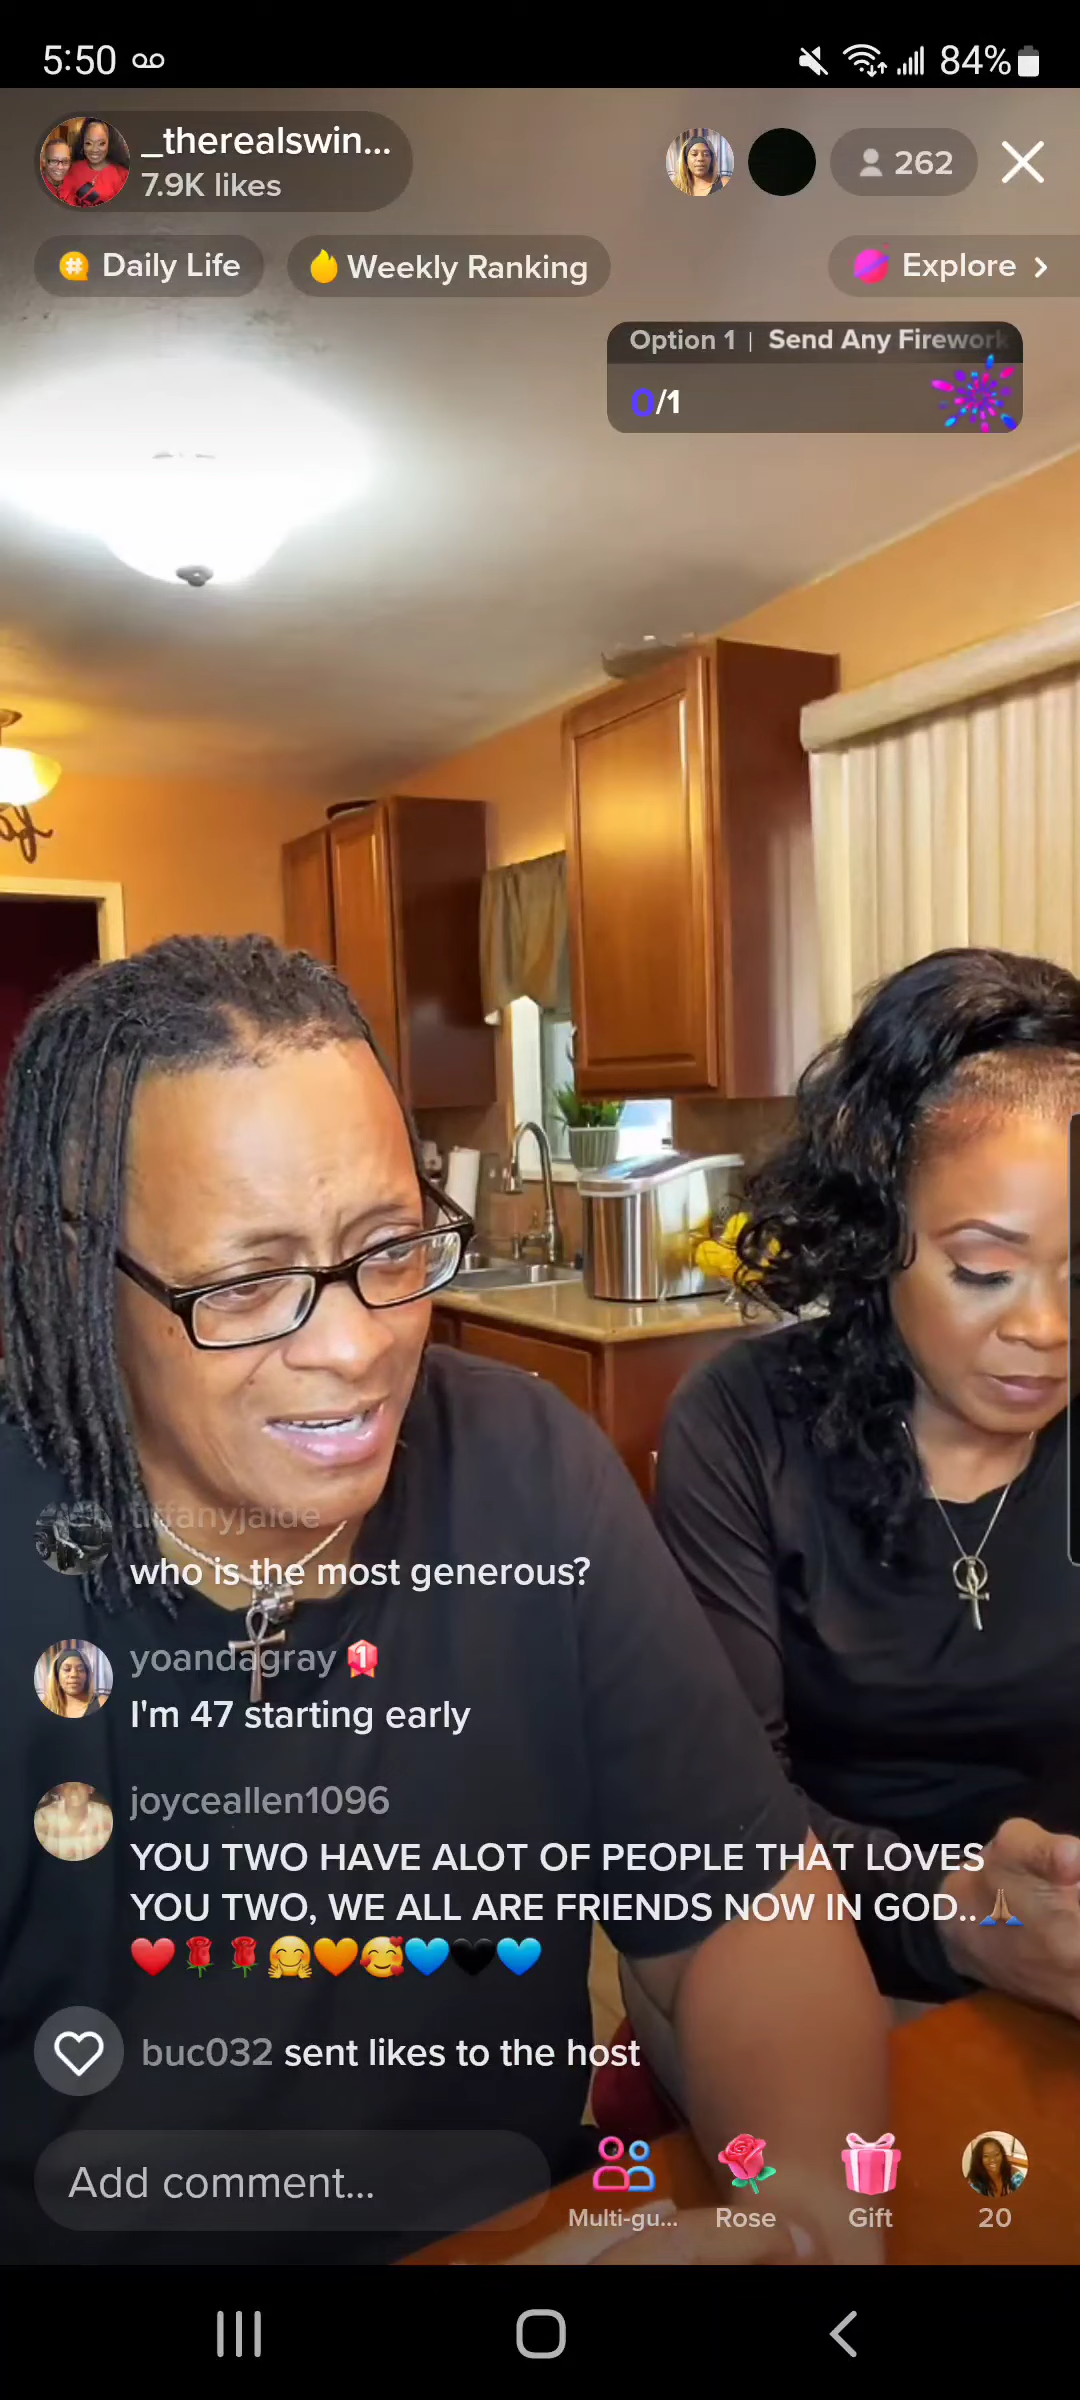 5:50
84%
_therealswin...
7.9K likes
262
Daily Life
Weekly Ranking
Explore
Option 1 | Send Any Firework
0/1
tiffanyjaide
who is the most generous?
yoandagray 1
I'm 47 starting early
joyceallen1096
YOU TWO HAVE ALOT OF PEOPLE THAT LOVES
YOU TWO, WE ALL ARE FRIENDS NOW IN GOD..🙏🏽
❤️🌹🌹🤗🧡🥰💙🖤💙
buc032 sent likes to the host
Add comment...
Multi-gu...
Rose
Gift
20